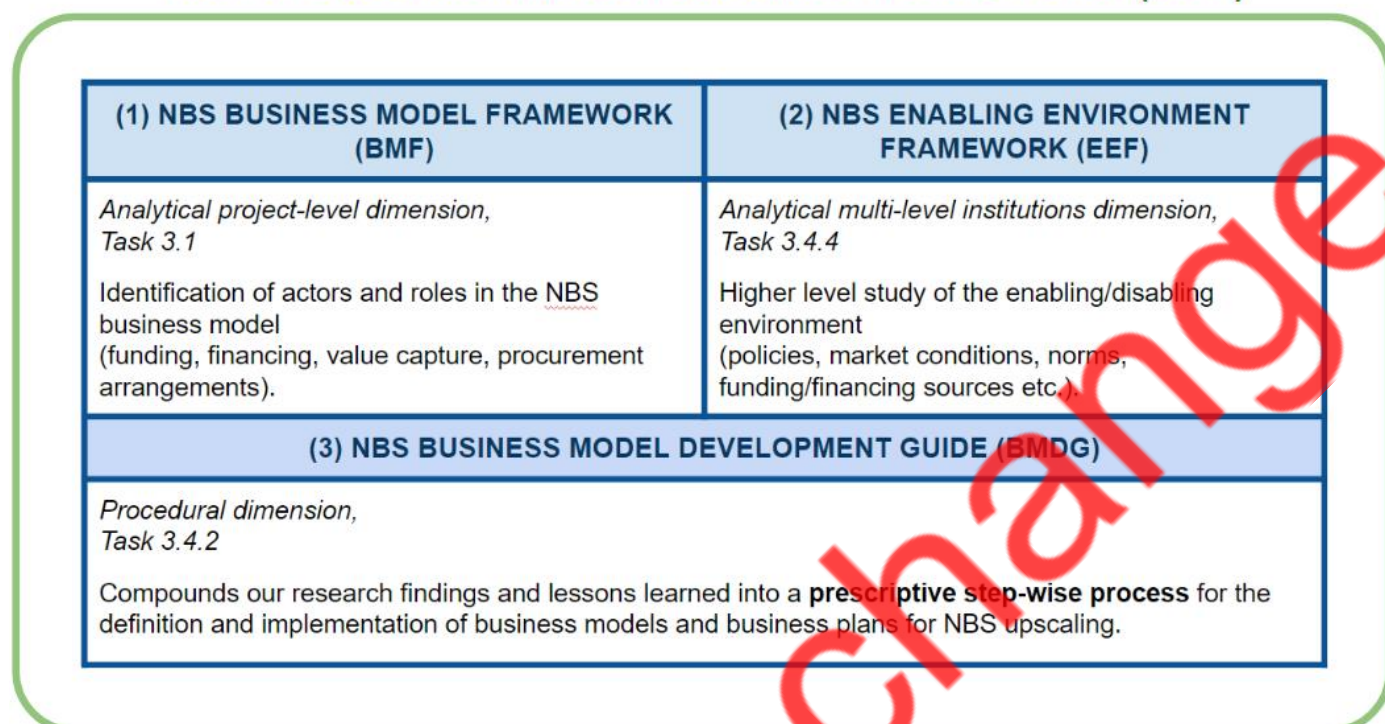 (1) NBS BUSINESS MODEL FRAMEWORK
(BMF)
(2) NBS ENABLING ENVIRONMENT
FRAMEWORK (EEF)
Analytical project-level dimension,
Task 3.1
Identification of actors and roles in the NBS
business model
(funding, financing, value capture, procurement
arrangements).
Analytical multi-level institutions dimension,
Task 3.4.4
Higher level study of the enabling/disabling
environment
(policies, market conditions, norms,
funding/financing sources etc.).
(3) NBS BUSINESS MODEL DEVELOPMENT GUIDE (BMDG)
Procedural dimension,
Task 3.4.2
Compounds our research findings and lessons learned into a prescriptive step-wise process for the
definition and implementation of business models and business plans for NBS upscaling.
change